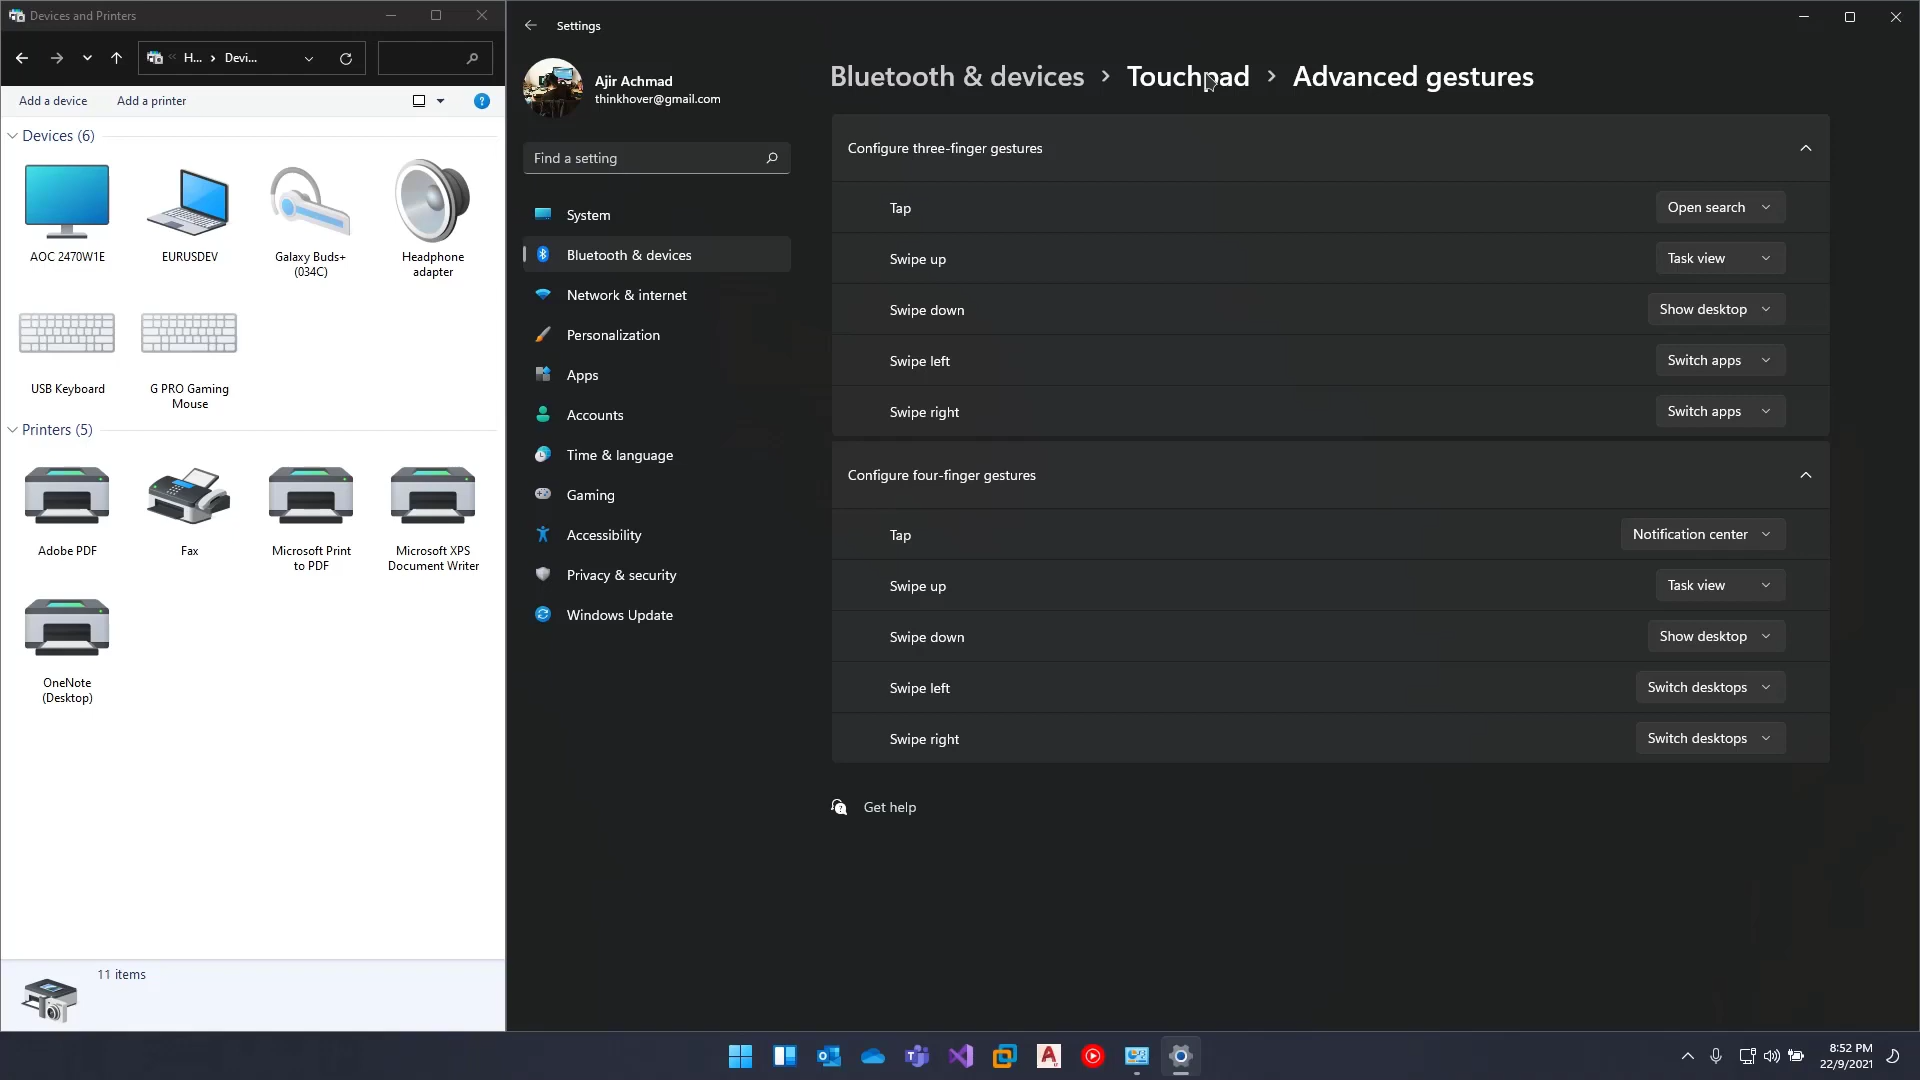 Devices and Printers
H... › Devi...
Add a device
Add a printer
Devices (6)
AOC 2470W1E
EURUSDEV
Galaxy Buds+
(034C)
Headphone
adapter
USB Keyboard
G PRO Gaming
Mouse
Printers (5)
Adobe PDF
Fax
Microsoft Print
to PDF
Microsoft XPS
Document Writer
OneNote
(Desktop)
11 items
Settings
Ajir Achmad
thinkhover@gmail.com
Find a setting
System
Bluetooth & devices
Network & internet
Personalization
Apps
Accounts
Time & language
Gaming
Accessibility
Privacy & security
Windows Update
Bluetooth & devices › Touchpad › Advanced gestures
Configure three-finger gestures
Tap Open search
Swipe up Task view
Swipe down Show desktop
Swipe left Switch apps
Swipe right Switch apps
Configure four-finger gestures
Tap Notification center
Swipe up Task view
Swipe down Show desktop
Swipe left Switch desktops
Swipe right Switch desktops
Get help
8:52 PM
22/9/2021